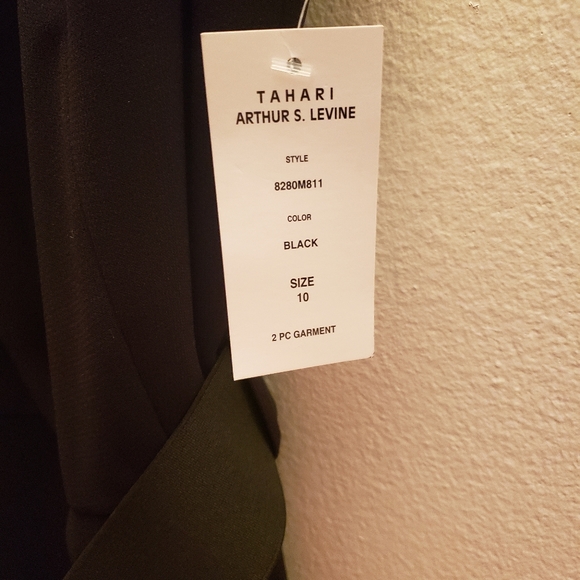 TAHARI
ARTHUR S. LEVINE
STYLE
8280M811
COLOR
BLACK
SIZE
10
2 PC GARMENT